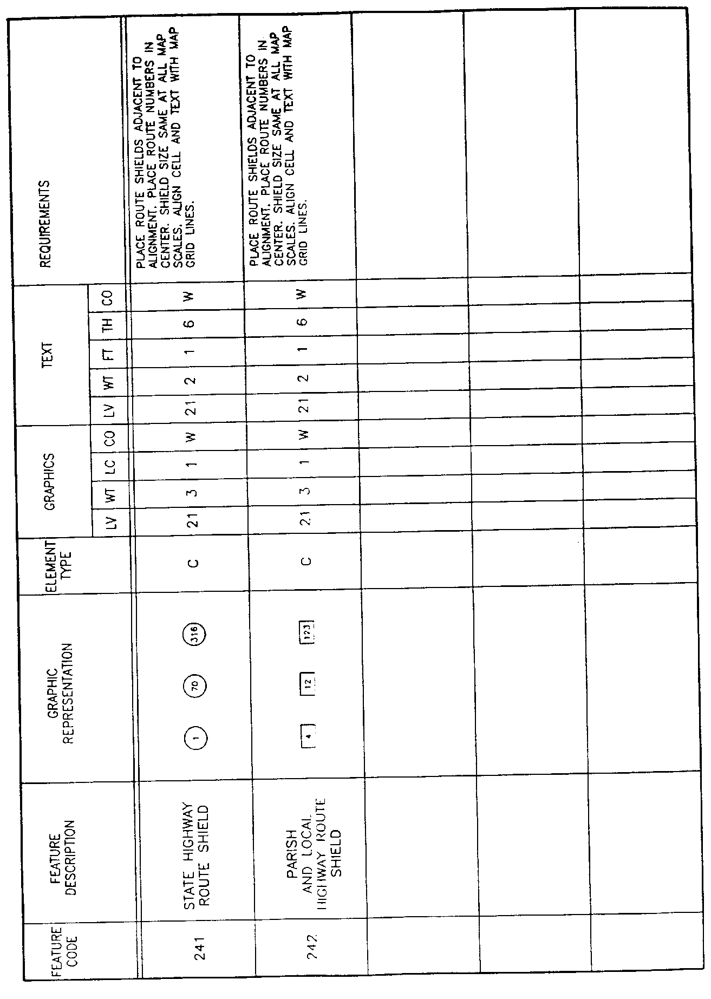 FEATURE
CODE
FEATURE
DESCRIPTION
GRAPHIC
REPRESENTATION
ELEMENT
TYPE
GRAPHICS
LV WT LC CO
TEXT
LV WT FT TH CO
REQUIREMENTS
241
STATE HIGHWAY
ROUTE SHIELD
1 70 316
C
21 3 1 W
21 2 1 6 W
PLACE ROUTE SHIELDS ADJACENT TO
ALIGNMENT. PLACE ROUTE NUMBERS IN
CENTER. SHIELD SIZE SAME AT ALL MAP
SCALES. ALIGN CELL AND TEXT WITH MAP
GRID LINES.
242
PARISH
AND LOCAL
HIGHWAY ROUTE
SHIELD
4 12 123
C
21 3 1 W
21 2 1 6 W
PLACE ROUTE SHIELDS ADJACENT TO
ALIGNMENT. PLACE ROUTE NUMBERS IN
CENTER. SHIELD SIZE SAME AT ALL MAP
SCALES. ALIGN CELL AND TEXT WITH MAP
GRID LINES.